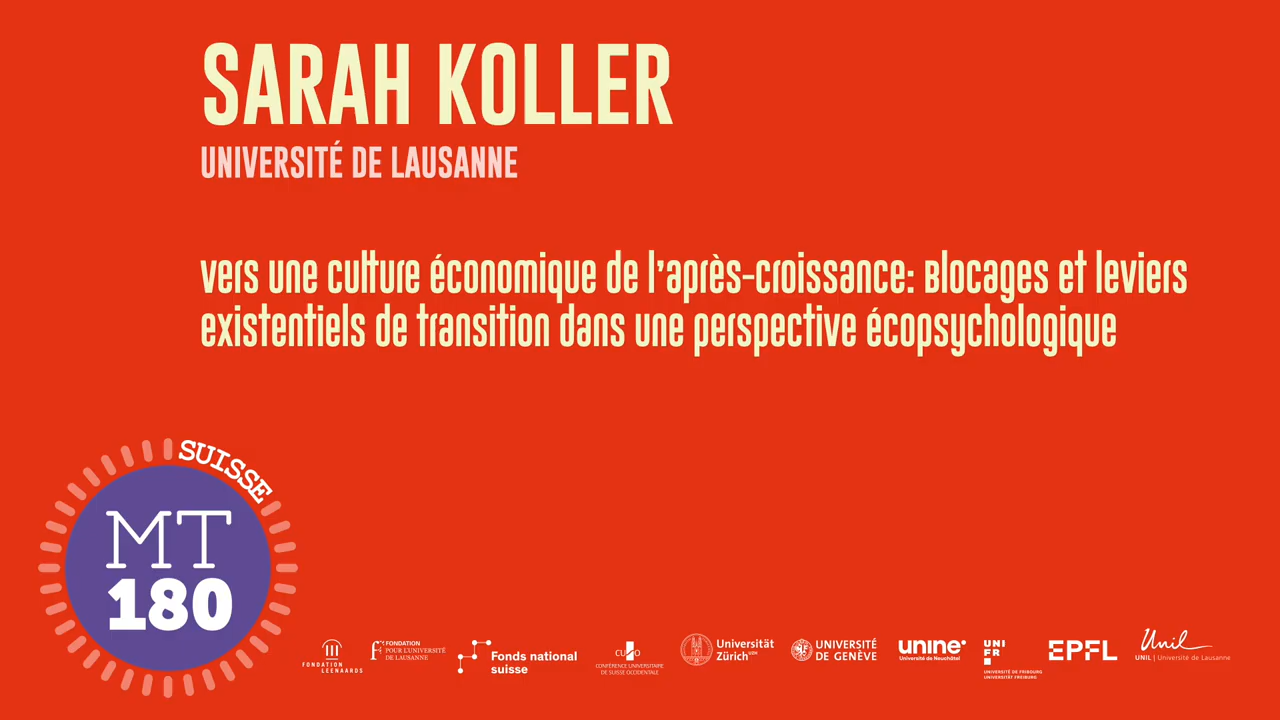 SARAH KOLLER
UNIVERSITÉ DE LAUSANNE
vers une culture économique de l'après-croissance: Blocages et leviers
existentiels de transition dans une perspective écopsychologique
SUISSE
MT
180
FONDATION
LEENAARDS
FONDATION
POUR L'UNIVERSITÉ
DE LAUSANNE
Fonds national
suisse
CONFÉRENCE UNIVERSITAIRE
DE SUISSE OCCIDENTALE
Universität
Zürich UZH
UNIVERSITÉ
DE GENÈVE
unine
Université de Neuchâtel
UNI
FR
UNIVERSITÉ DE FRIBOURG
UNIVERSITÄT FREIBURG
EPFL
Unil
UNIL | Université de Lausanne